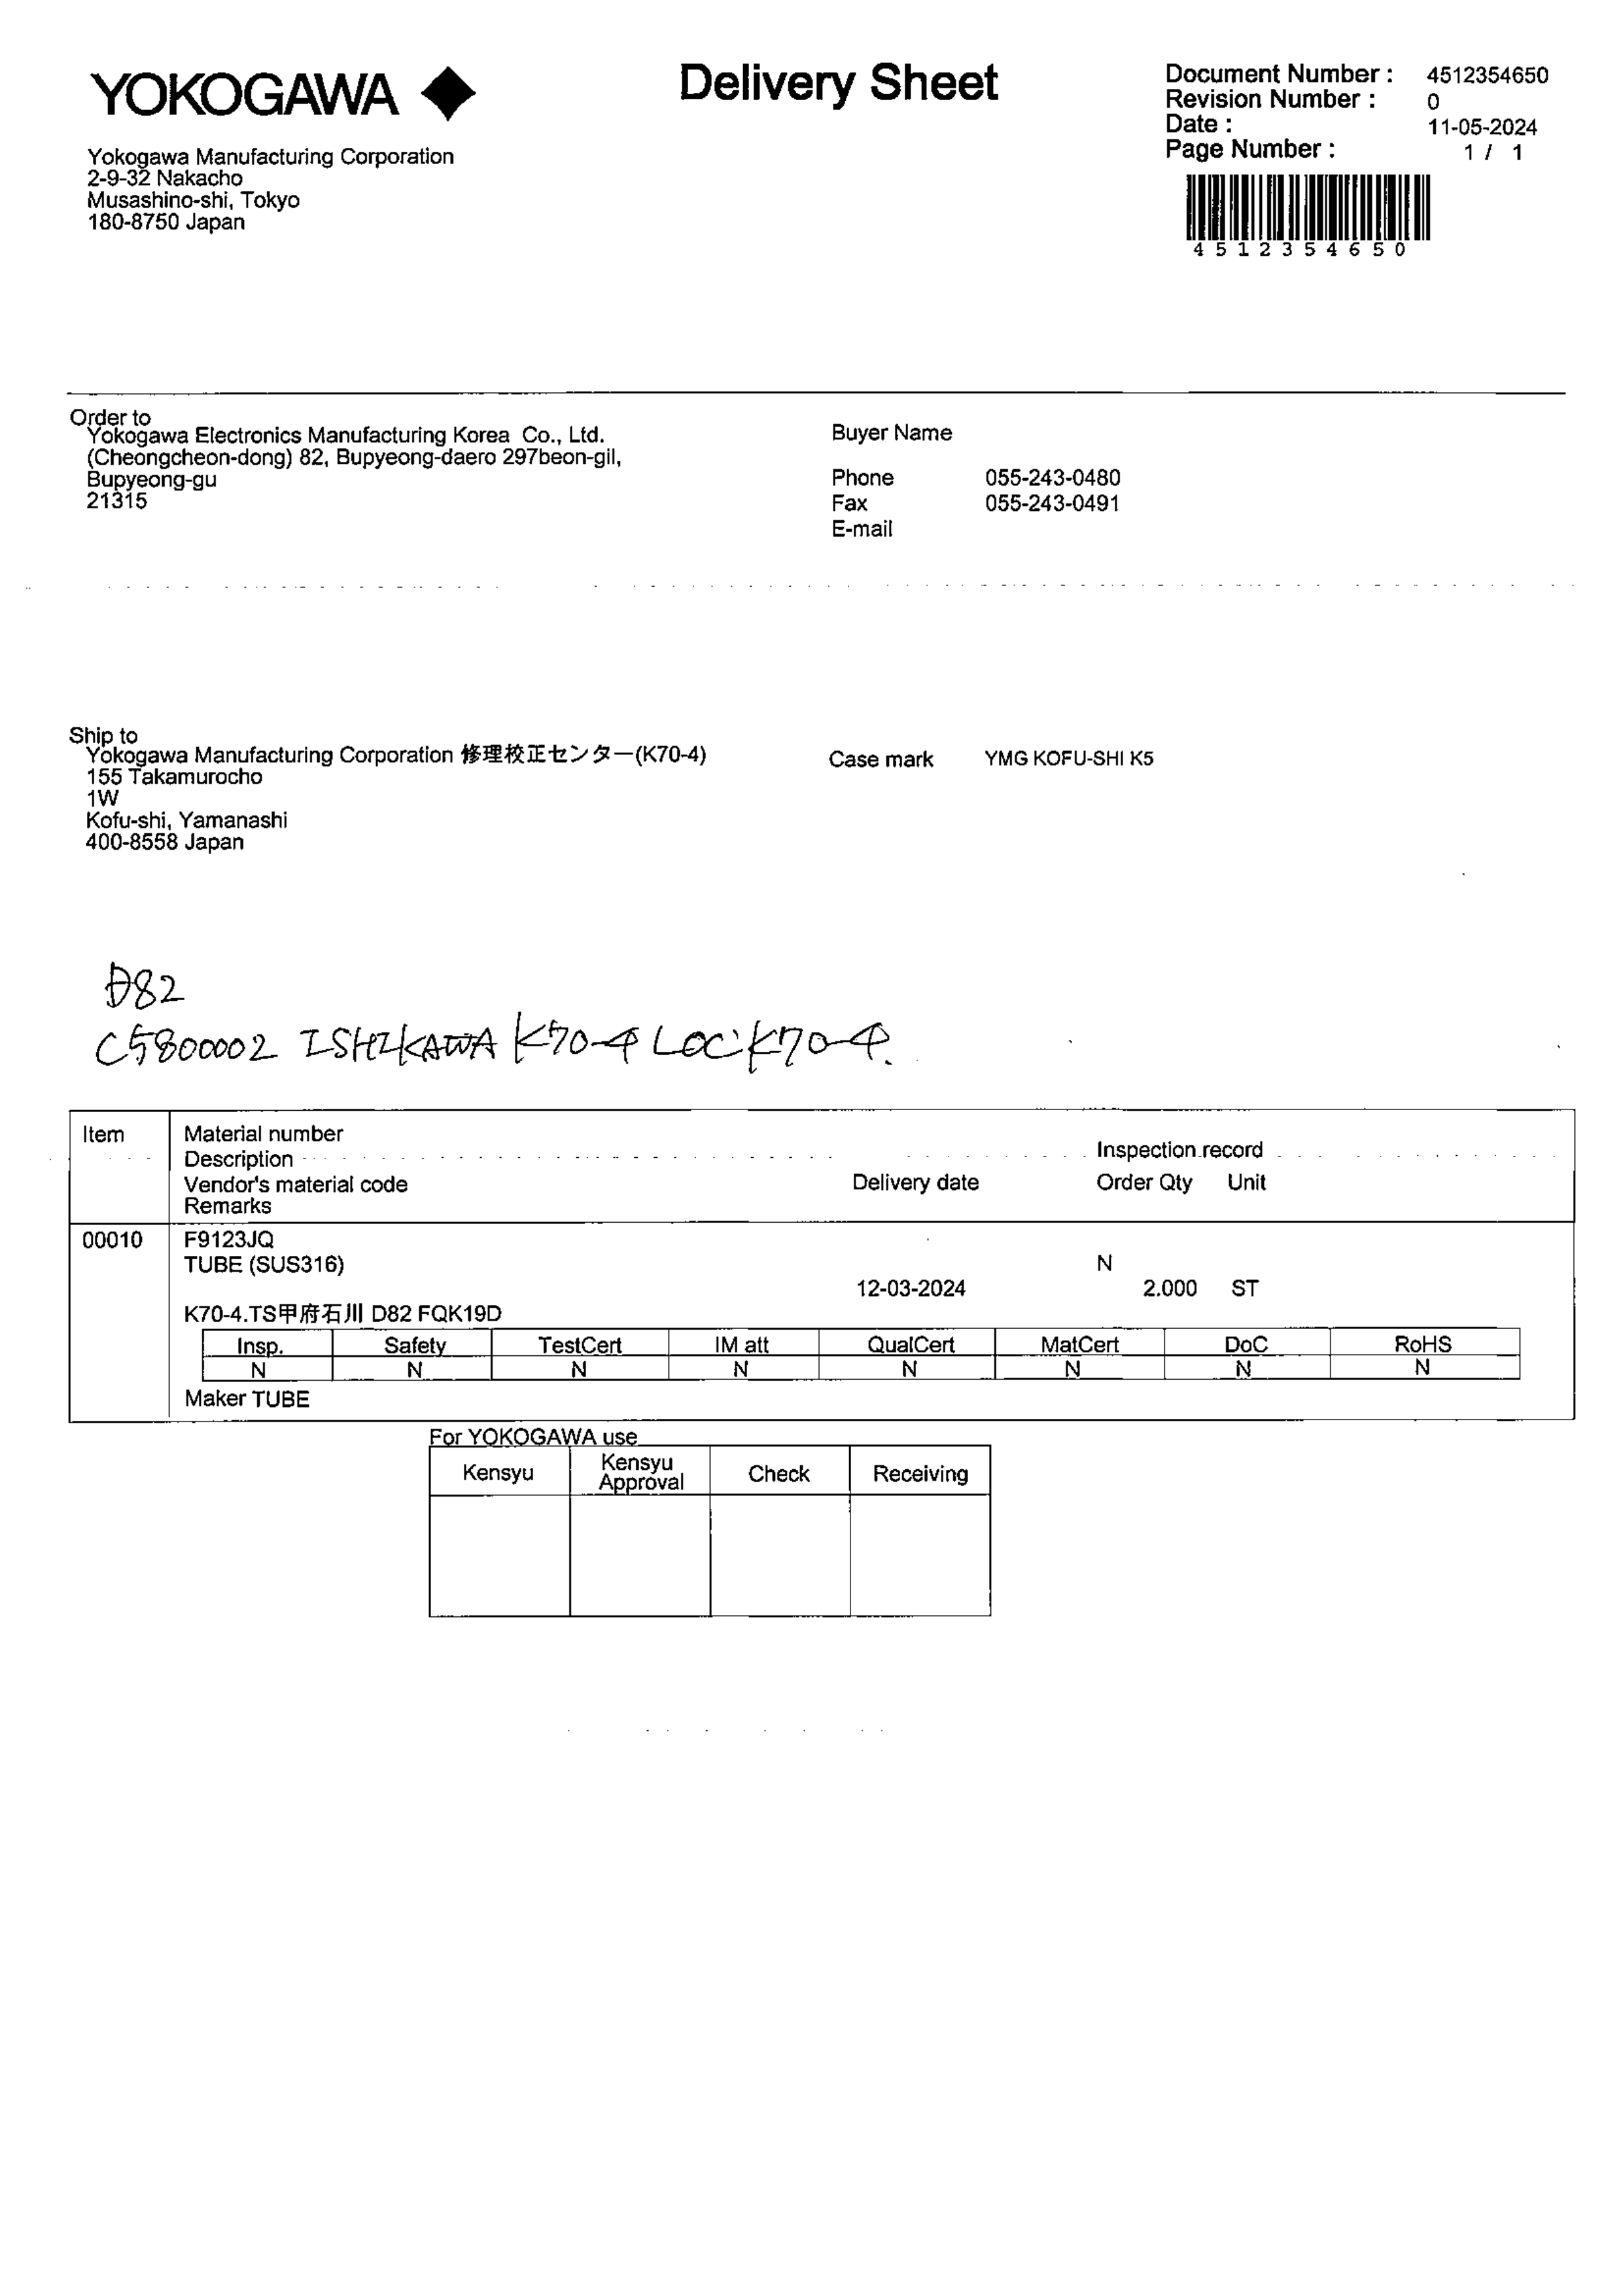 YOKOGAWA
Delivery Sheet
Document Number : 4512354650
Revision Number : 0
Date : 11-05-2024
Page Number : 1 / 1
4512354650
Yokogawa Manufacturing Corporation
2-9-32 Nakacho
Musashino-shi, Tokyo
180-8750 Japan
Order to
Yokogawa Electronics Manufacturing Korea Co., Ltd.
(Cheongcheon-dong) 82, Bupyeong-daero 297beon-gil,
Bupyeong-gu
21315
Buyer Name
Phone 055-243-0480
Fax 055-243-0491
E-mail
Ship to
Yokogawa Manufacturing Corporation 修理校正センター(K70-4)
155 Takamurocho
1W
Kofu-shi, Yamanashi
400-8558 Japan
Case mark YMG KOFU-SHI K5
D82
C5800002 ISHIKAWA K70-4 LOC:K70-4.
Item Material number
Description Inspection record
Vendor's material code Delivery date Order Qty Unit
Remarks
00010 F9123JQ
TUBE (SUS316) N
12-03-2024 2.000 ST
K70-4.TS甲府石川 D82 FQK19D
Insp. Safety TestCert IM att QualCert MatCert DoC RoHS
N N N N N N N N
Maker TUBE
For YOKOGAWA use
Kensyu Kensyu Approval Check Receiving